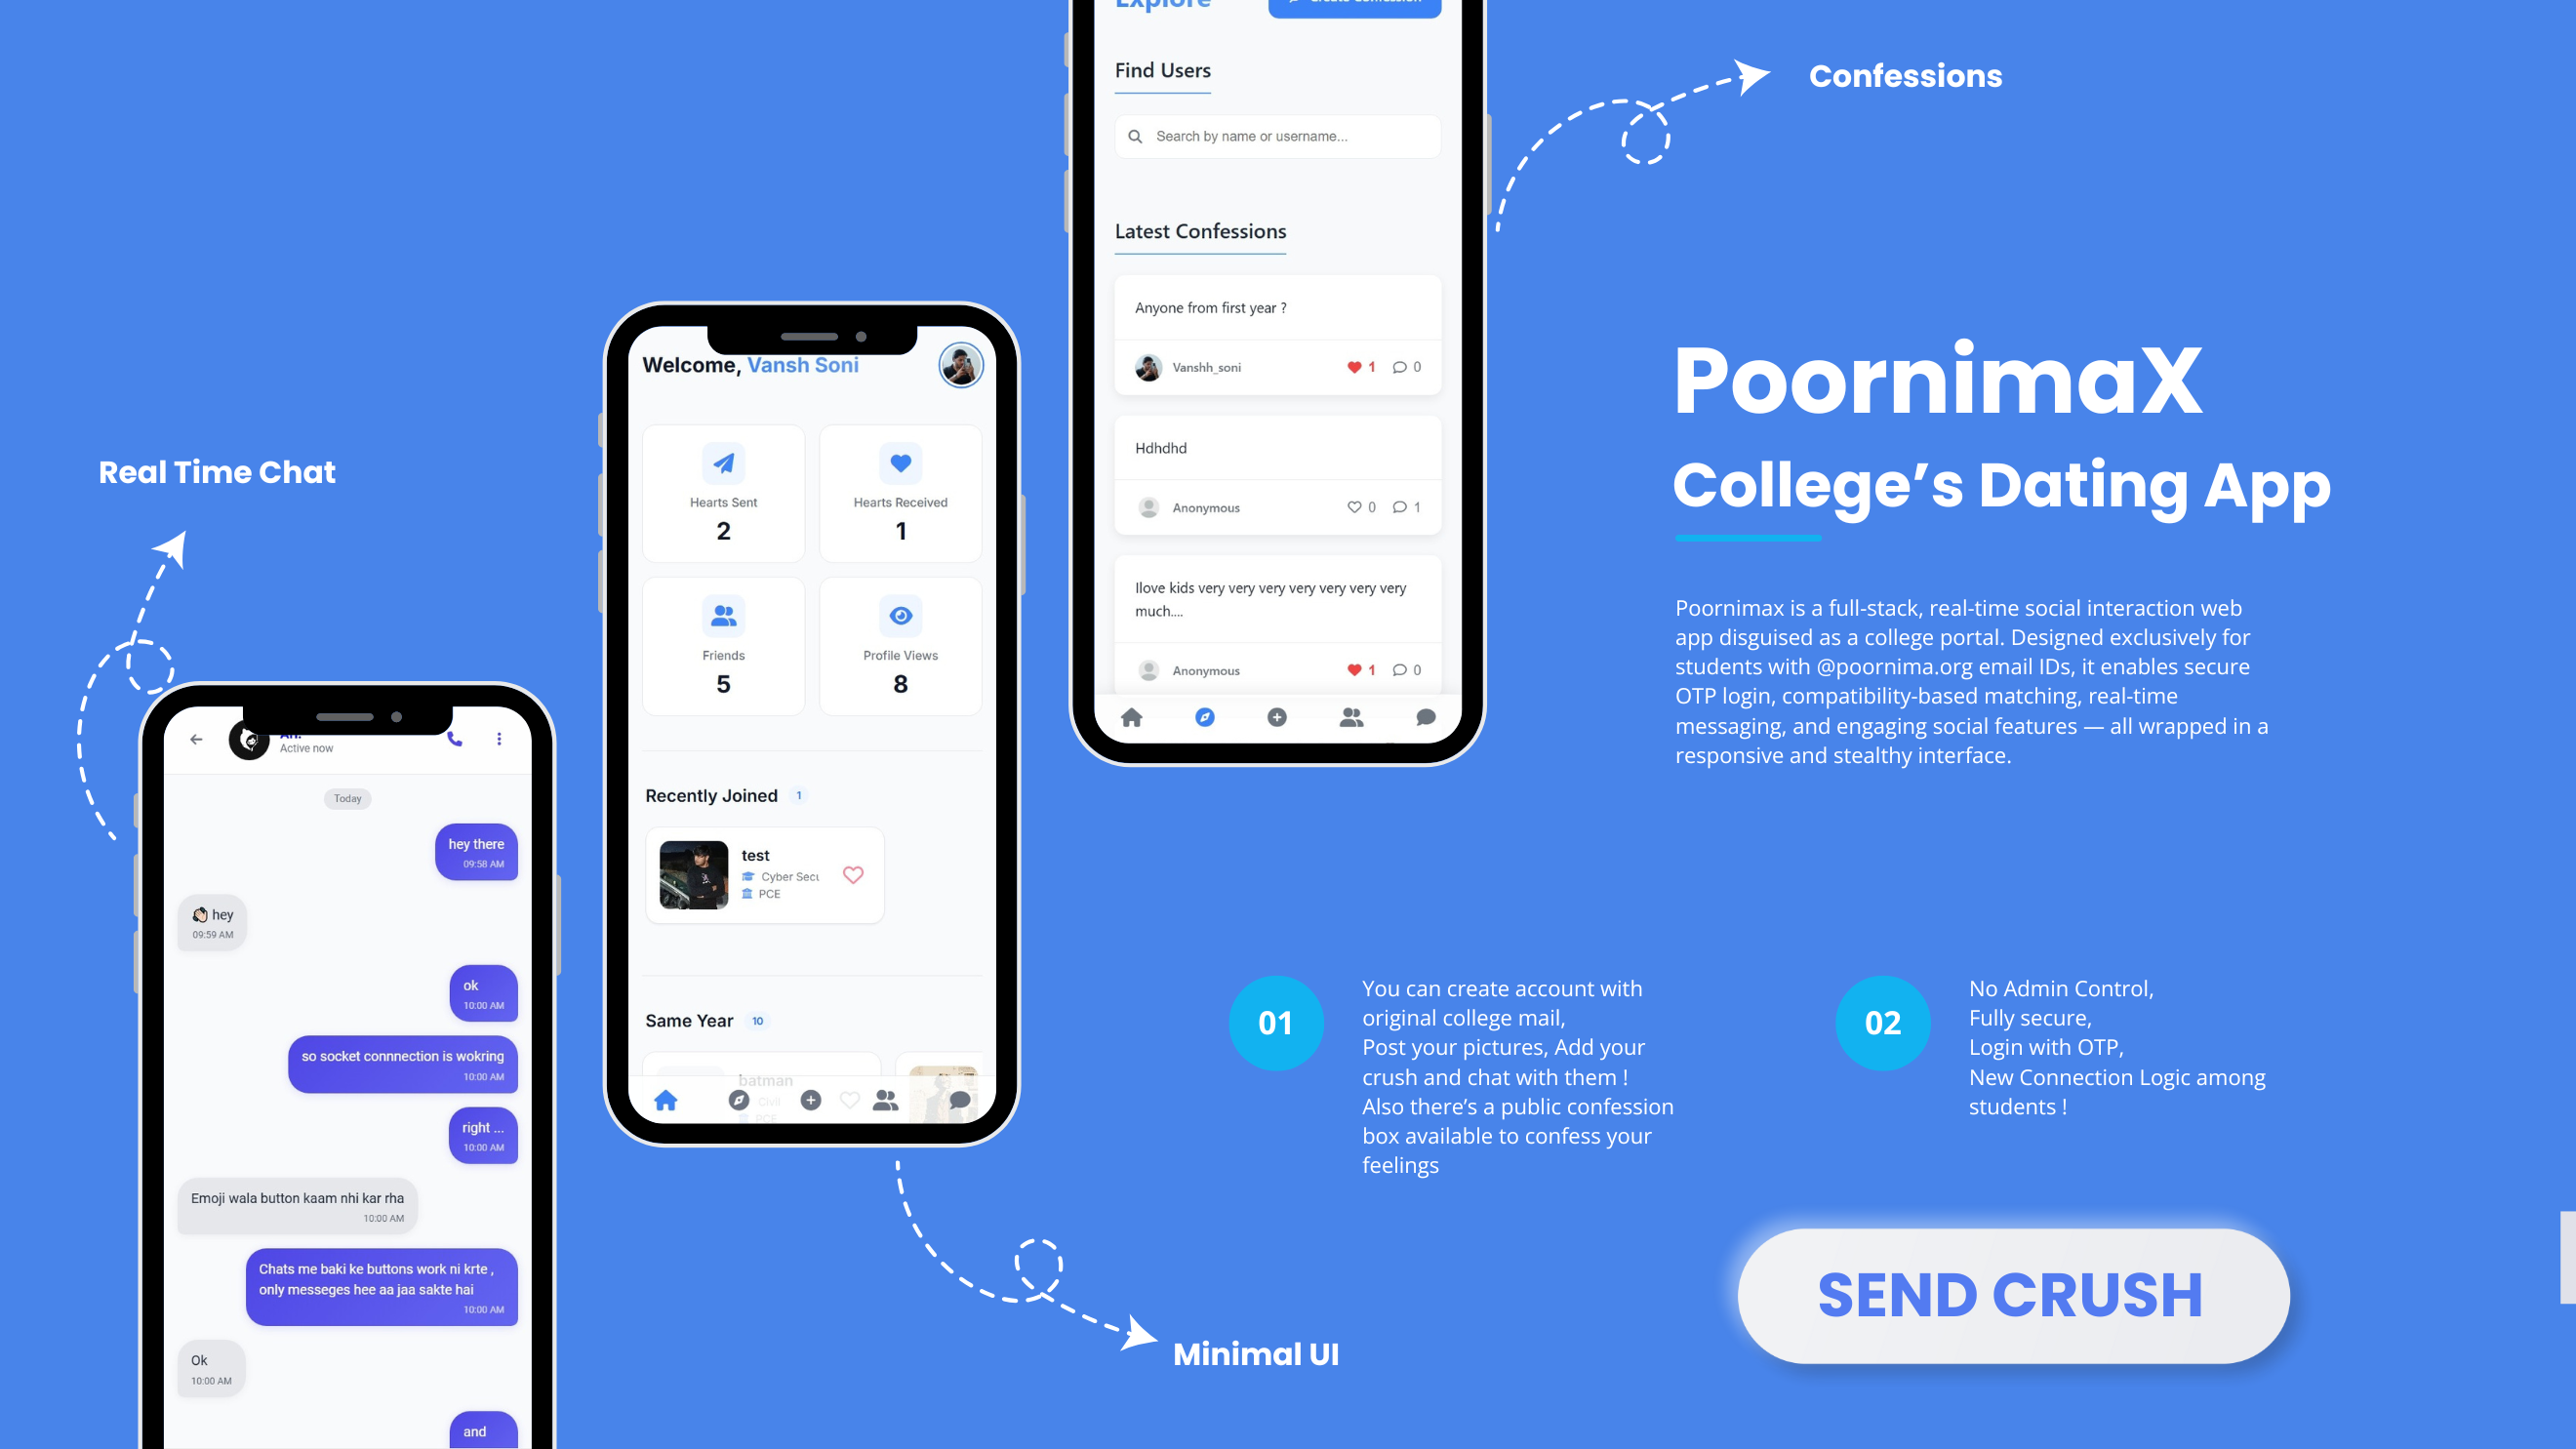 Explore
Create Confession
Find Users
Search by name or username...
Latest Confessions
Anyone from first year ?
Vanshh_soni
1
0
Hdhdhd
Anonymous
0
1
Ilove kids very very very very very very very
much....
Anonymous
1
0
Confessions
PoornimaX
College’s Dating App
Poornimax is a full-stack, real-time social interaction web
app disguised as a college portal. Designed exclusively for
students with @poornima.org email IDs, it enables secure
OTP login, compatibility-based matching, real-time
messaging, and engaging social features — all wrapped in a
responsive and stealthy interface.
Welcome, Vansh Soni
Hearts Sent
2
Hearts Received
1
Friends
5
Profile Views
8
Recently Joined 1
test
Cyber Secu
PCE
Same Year 10
batman
Civil
PCE
Minimal UI
Real Time Chat
Active now
Today
hey there
09:58 AM
👋🏻 hey
09:59 AM
ok
10:00 AM
so socket connnection is wokring
10:00 AM
right ...
10:00 AM
Emoji wala button kaam nhi kar rha
10:00 AM
Chats me baki ke buttons work ni krte ,
only messeges hee aa jaa sakte hai
10:00 AM
Ok
10:00 AM
and
01
You can create account with
original college mail,
Post your pictures, Add your
crush and chat with them !
Also there’s a public confession
box available to confess your
feelings
02
No Admin Control,
Fully secure,
Login with OTP,
New Connection Logic among
students !
SEND CRUSH